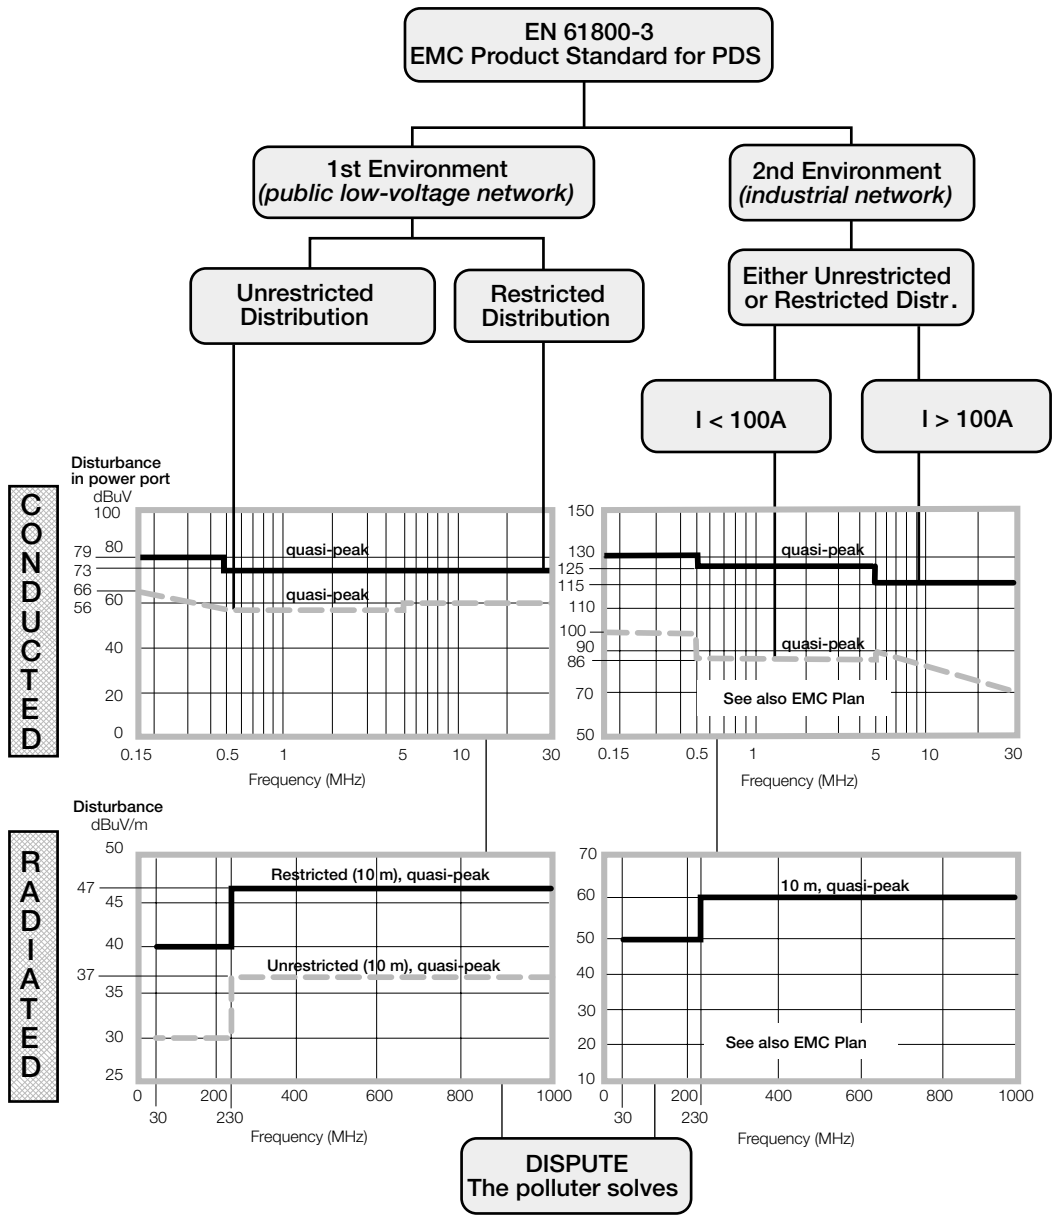 EN 61800-3
EMC Product Standard for PDS
1st Environment
(public low-voltage network)
2nd Environment
(industrial network)
Unrestricted
Distribution
Restricted
Distribution
Either Unrestricted
or Restricted Distr.
I < 100A
I > 100A
CONDUCTED
Disturbance
in power port
dBuV
100
80
79
73
66
60
56
40
20
0
quasi-peak
quasi-peak
0.15
0.5
1
5
10
30
Frequency (MHz)
150
130
125
115
110
100
90
86
70
50
quasi-peak
quasi-peak
See also EMC Plan
0.15
0.5
1
5
10
30
Frequency (MHz)
RADIATED
Disturbance
dBuV/m
50
47
45
40
37
35
30
25
Restricted (10 m), quasi-peak
Unrestricted (10 m), quasi-peak
0
200
400
600
800
1000
30
230
Frequency (MHz)
70
60
50
40
30
20
10
10 m, quasi-peak
See also EMC Plan
0
200
400
600
800
1000
30
230
Frequency (MHz)
DISPUTE
The polluter solves